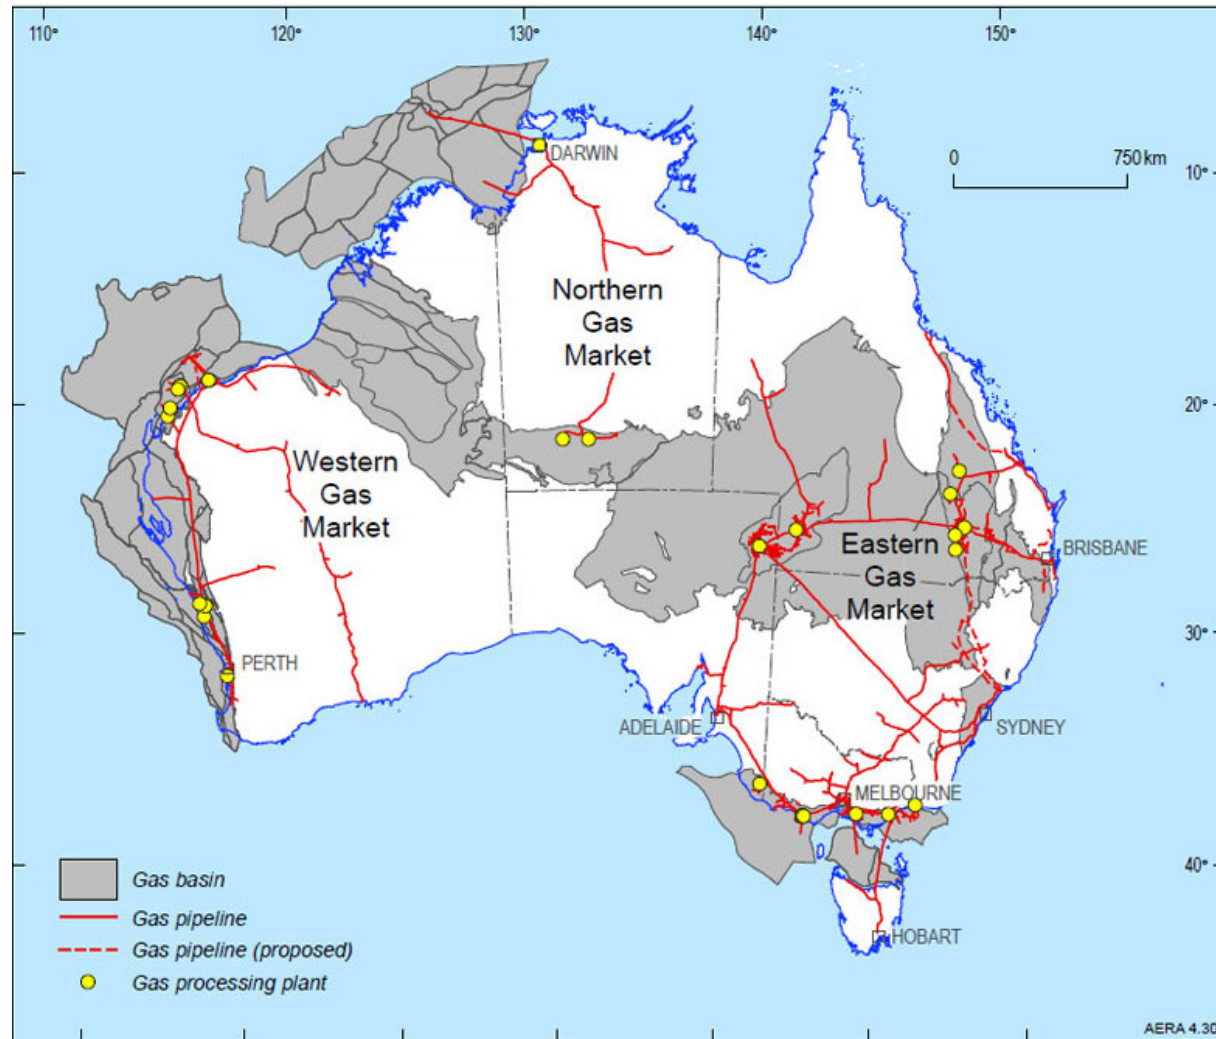 110°
120°
130°
140°
150°
DARWIN
0
750 km
10°
Northern
Gas
Market
20°
Western
Gas
Market
Eastern
Gas
Market
BRISBANE
30°
PERTH
ADELAIDE
SYDNEY
MELBOURNE
40°
Gas basin
Gas pipeline
Gas pipeline (proposed)
Gas processing plant
HOBART
AERA 4.30